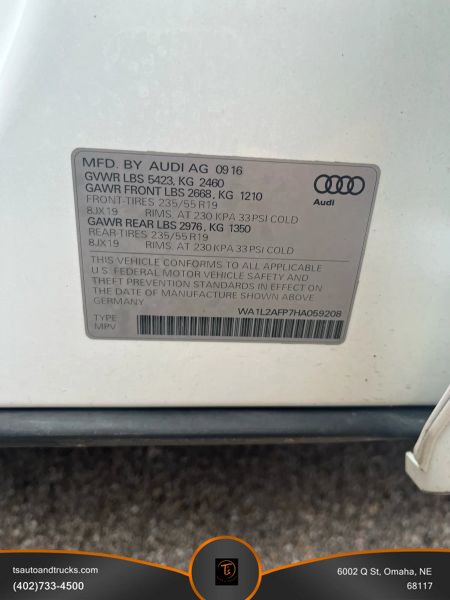 MFD. BY AUDI AG 0916
GVWR LBS 5423, KG 2460
GAWR FRONT LBS 2668, KG 1210
FRONT-TIRES 235/55 R19
8JX19 RIMS. AT 230 KPA 33 PSI COLD
GAWR REAR LBS 2976, KG 1350
REAR-TIRES 235/55 R19
8JX19 RIMS. AT 230 KPA 33 PSI COLD
THIS VEHICLE CONFORMS TO ALL APPLICABLE
U.S. FEDERAL MOTOR VEHICLE SAFETY AND
THEFT PREVENTION STANDARDS IN EFFECT ON
THE DATE OF MANUFACTURE SHOWN ABOVE.
GERMANY
WA1L2AFP7HA059208
TYPE
MPV
Audi
tsautoandtrucks.com
(402)733-4500
Ts
6002 Q St, Omaha, NE
68117